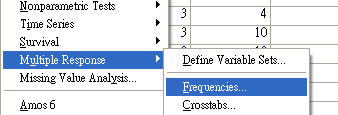 Nonparametric Tests
3 4
Time Series
3 10
Survival
Multiple Response
Define Variable Sets...
Missing Value Analysis...
Frequencies...
Amos 6
Crosstabs...